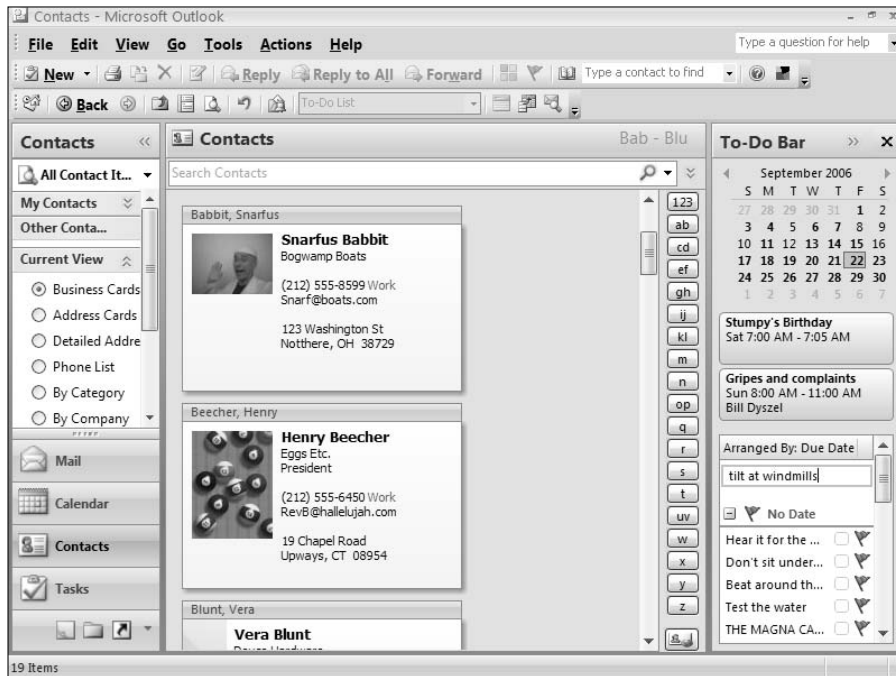 Contacts - Microsoft Outlook
File Edit View Go Tools Actions Help
Type a question for help
New Reply Reply to All Forward Type a contact to find
Back To-Do List
Contacts
All Contact It...
My Contacts
Other Conta...
Current View
Business Cards
Address Cards
Detailed Addre
Phone List
By Category
By Company
Mail
Calendar
Contacts
Tasks
Contacts Bab - Blu
Search Contacts
Babbit, Snarfus
Snarfus Babbit
Bogwamp Boats
(212) 555-8599 Work
Snarf@boats.com
123 Washington St
Notthere, OH 38729
Beecher, Henry
Henry Beecher
Eggs Etc.
President
(212) 555-6450 Work
RevB@hallelujah.com
19 Chapel Road
Upways, CT 08954
Blunt, Vera
Vera Blunt
123
ab
cd
ef
gh
ij
kl
m
n
op
q
r
s
t
uv
w
x
y
z
To-Do Bar
September 2006
S M T W T F S
27 28 29 30 31 1 2
3 4 5 6 7 8 9
10 11 12 13 14 15 16
17 18 19 20 21 22 23
24 25 26 27 28 29 30
1 2 3 4 5 6 7
Stumpy's Birthday
Sat 7:00 AM - 7:05 AM
Gripes and complaints
Sun 8:00 AM - 11:00 AM
Bill Dyszel
Arranged By: Due Date
tilt at windmills
No Date
Hear it for the ...
Don't sit under...
Beat around th...
Test the water
THE MAGNA CA...
19 Items